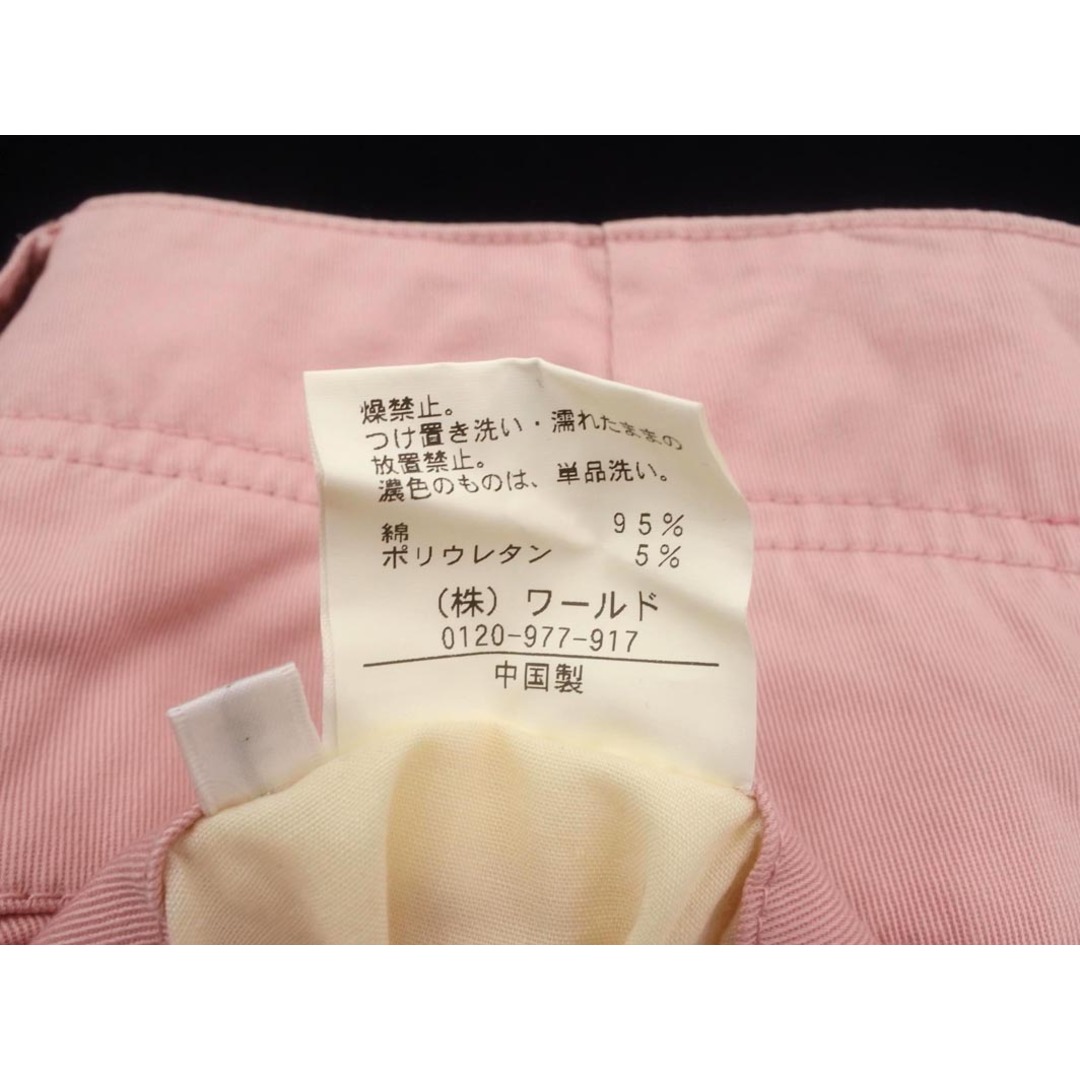 燥禁止。
つけ置き洗い・濡れたままの
放置禁止。
濃色のものは、単品洗い。
綿 95%
ポリウレタン 5%
(株) ワールド
0120-977-917
中国製